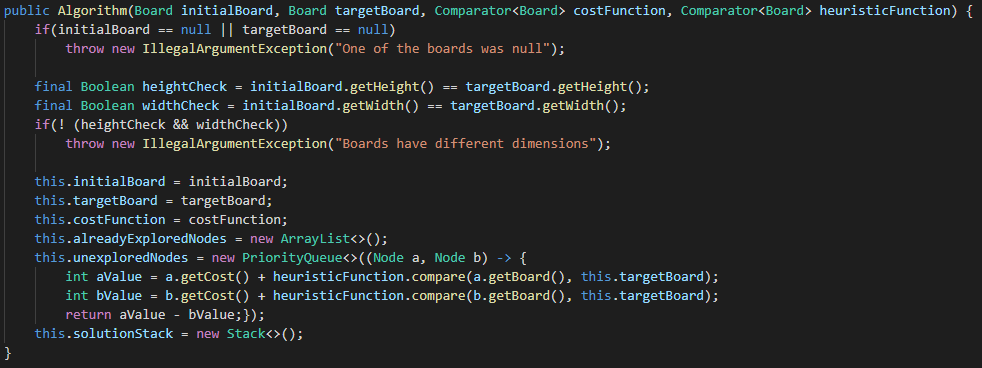 public Algorithm(Board initialBoard, Board targetBoard, Comparator<Board> costFunction, Comparator<Board> heuristicFunction) {
    if(initialBoard == null || targetBoard == null)
        throw new IllegalArgumentException("One of the boards was null");

    final Boolean heightCheck = initialBoard.getHeight() == targetBoard.getHeight();
    final Boolean widthCheck = initialBoard.getWidth() == targetBoard.getWidth();
    if(! (heightCheck && widthCheck))
        throw new IllegalArgumentException("Boards have different dimensions");

    this.initialBoard = initialBoard;
    this.targetBoard = targetBoard;
    this.costFunction = costFunction;
    this.alreadyExploredNodes = new ArrayList<>();
    this.unexploredNodes = new PriorityQueue<>((Node a, Node b) -> {
        int aValue = a.getCost() + heuristicFunction.compare(a.getBoard(), this.targetBoard);
        int bValue = b.getCost() + heuristicFunction.compare(b.getBoard(), this.targetBoard);
        return aValue - bValue;});
    this.solutionStack = new Stack<>();
}